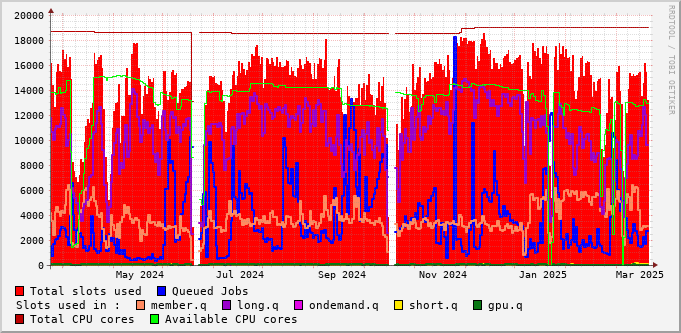 20000
18000
16000
14000
12000
10000
8000
6000
4000
2000
0
May 2024 Jul 2024 Sep 2024 Nov 2024 Jan 2025 Mar 2025
Total slots used Queued Jobs
Slots used in : member.q long.q ondemand.q short.q gpu.q
Total CPU cores Available CPU cores
RRDTOOL / TOBI OETIKER